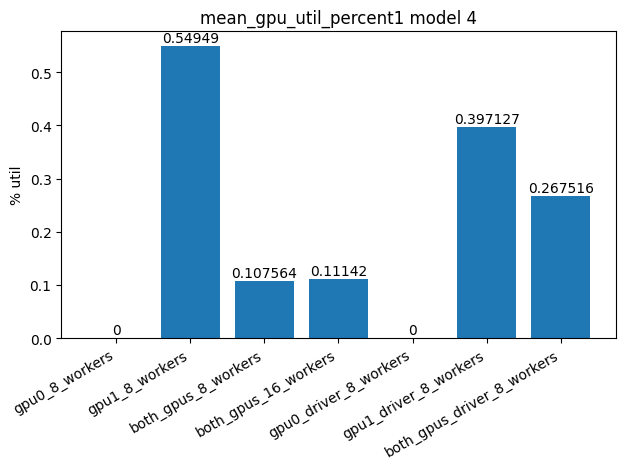 mean_gpu_util_percent1 model 4
% util
0.5
0.4
0.3
0.2
0.1
0.0
0
0.54949
0.107564
0.11142
0
0.397127
0.267516
gpu0_8_workers
gpu1_8_workers
both_gpus_8_workers
both_gpus_16_workers
gpu0_driver_8_workers
gpu1_driver_8_workers
both_gpus_driver_8_workers